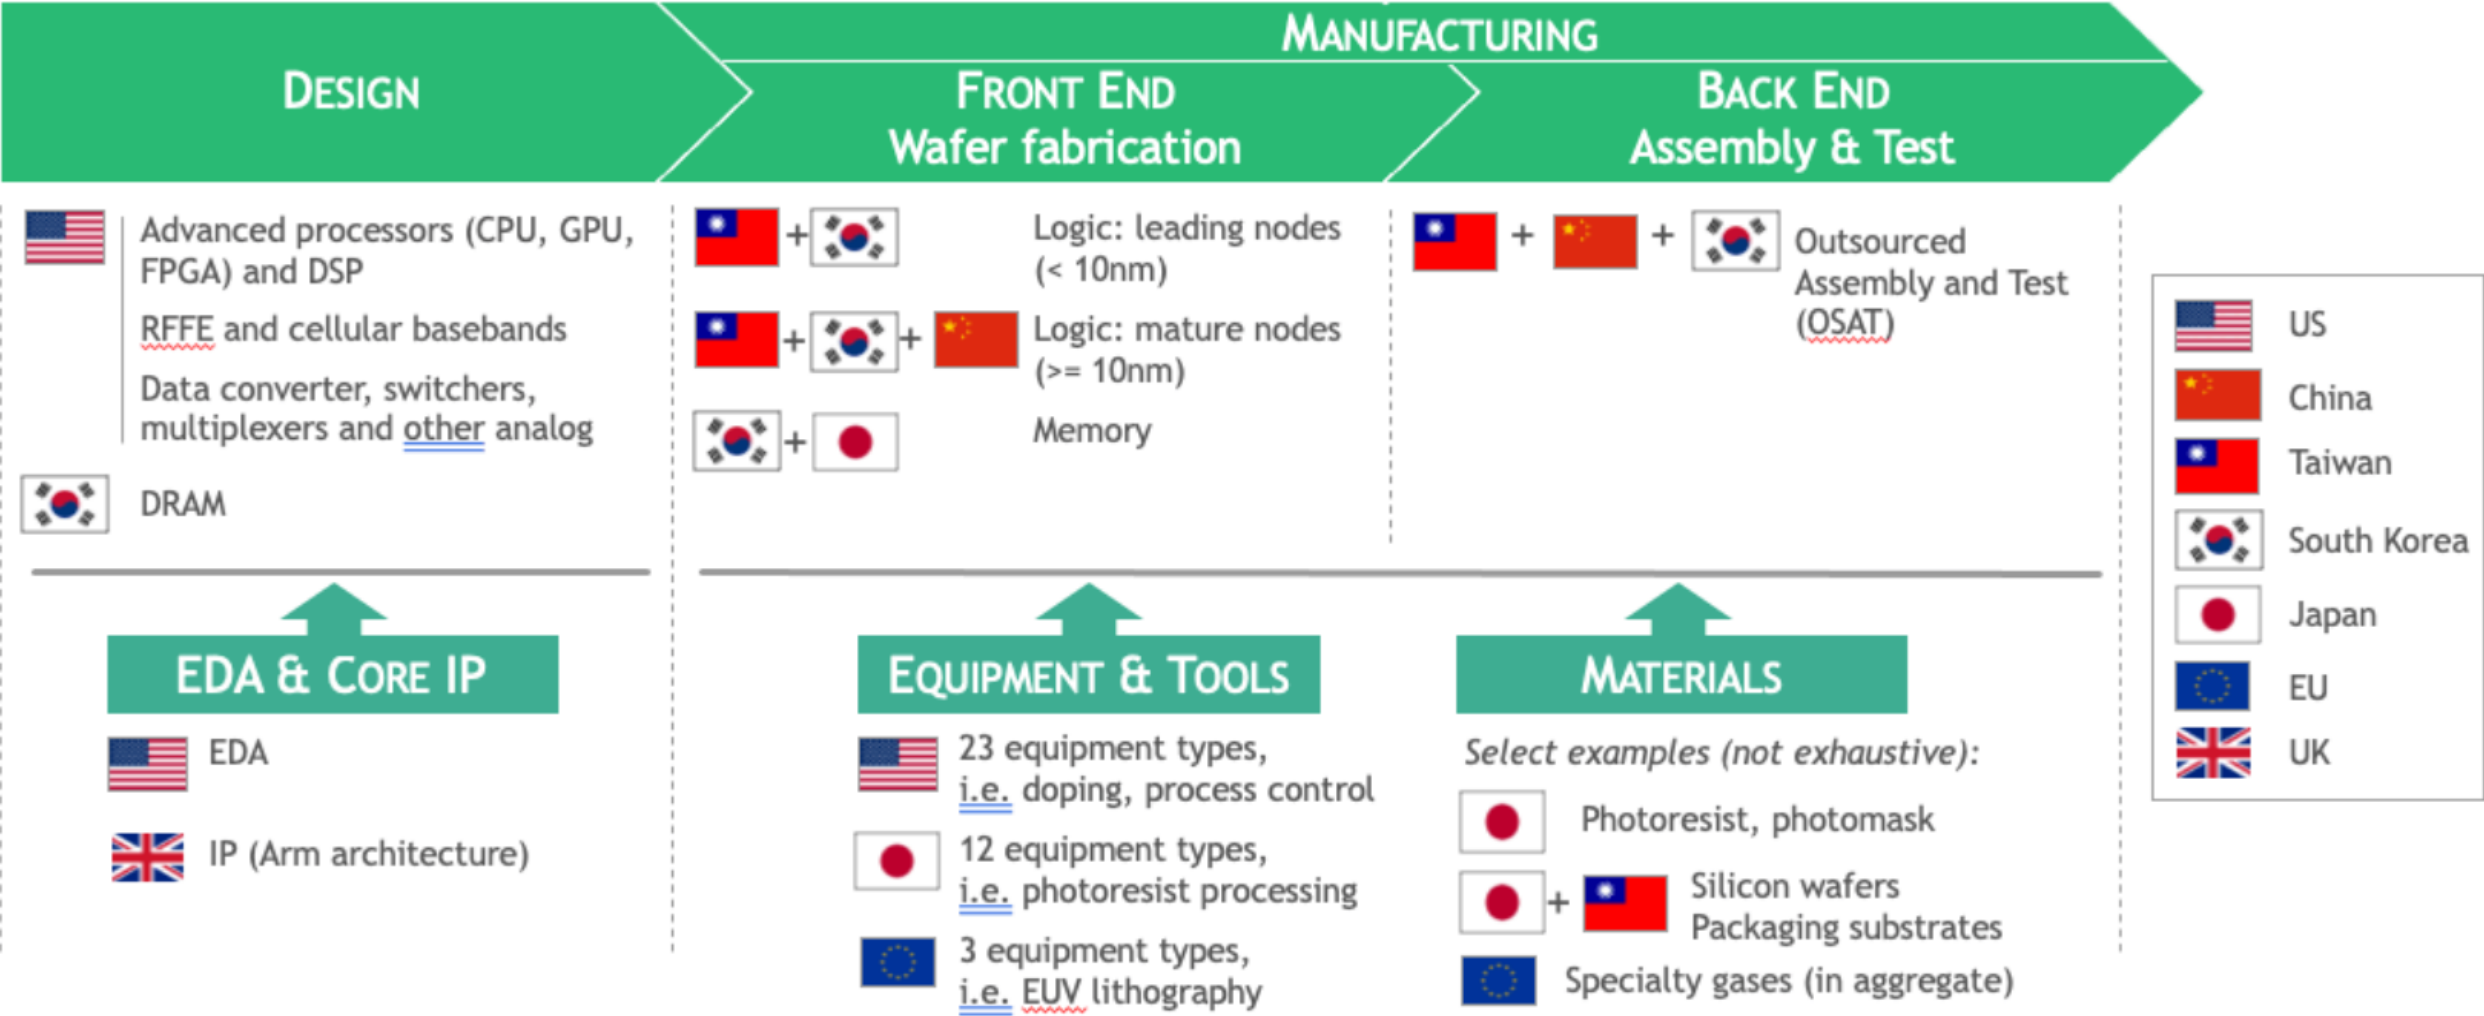 DESIGN
MANUFACTURING
FRONT END
Wafer fabrication
BACK END
Assembly & Test
Advanced processors (CPU, GPU,
FPGA) and DSP
RFFE and cellular basebands
Data converter, switchers,
multiplexers and other analog
DRAM
+
Logic: leading nodes
(< 10nm)
+ +
Logic: mature nodes
(>= 10nm)
+
Memory
+ +
Outsourced
Assembly and Test
(OSAT)
EDA & CORE IP
EDA
IP (Arm architecture)
EQUIPMENT & TOOLS
23 equipment types,
i.e. doping, process control
12 equipment types,
i.e. photoresist processing
3 equipment types,
i.e. EUV lithography
MATERIALS
Select examples (not exhaustive):
Photoresist, photomask
+
Silicon wafers
Packaging substrates
Specialty gases (in aggregate)
US
China
Taiwan
South Korea
Japan
EU
UK